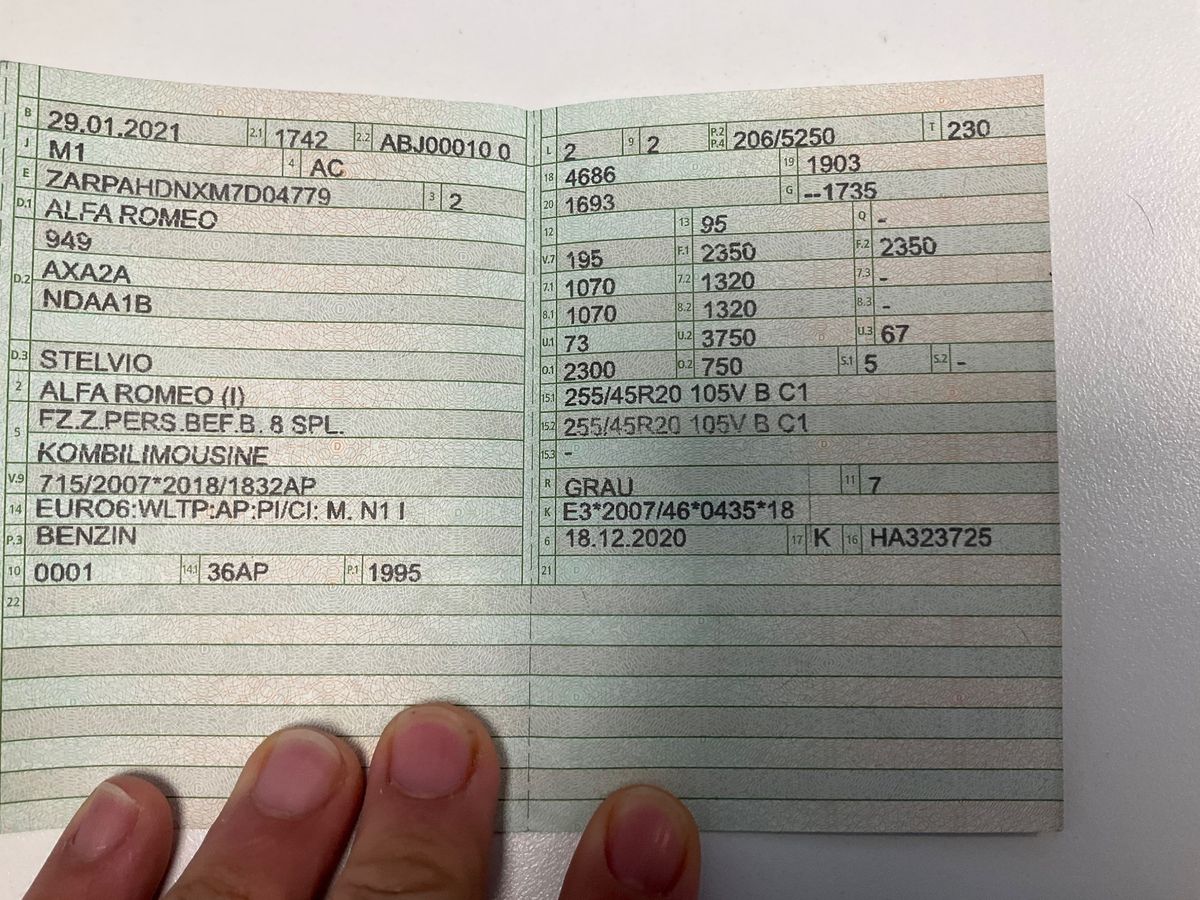 B 29.01.2021 2.1 1742 2.2 ABJ00010 0
J M1 4 AC
E ZARPAHDNXM7D04779 3 2
D.1 ALFA ROMEO
949
D.2 AXA2A
NDAA1B
D.3 STELVIO
2 ALFA ROMEO (I)
5 FZ.Z.PERS.BEF.B. 8 SPL.
KOMBILIMOUSINE
V.9 715/2007*2018/1832AP
14 EURO6:WLTP:AP:PI/CI: M. N1 I
P.3 BENZIN
10 0001 14.1 36AP P.1 1995
22
L 2 9 2 P.2 P.4 206/5250 T 230
18 4686 19 1903
20 1693 G --1735
12 13 95 Q -
V.7 195 F.1 2350 F.2 2350
7.1 1070 7.2 1320 7.3 -
8.1 1070 8.2 1320 8.3 -
U.1 73 U.2 3750 U.3 67
O.1 2300 O.2 750 S.1 5 S.2 -
15.1 255/45R20 105V B C1
15.2 255/45R20 105V B C1
15.3 -
R GRAU 11 7
K E3*2007/46*0435*18
6 18.12.2020 17 K 16 HA323725
21